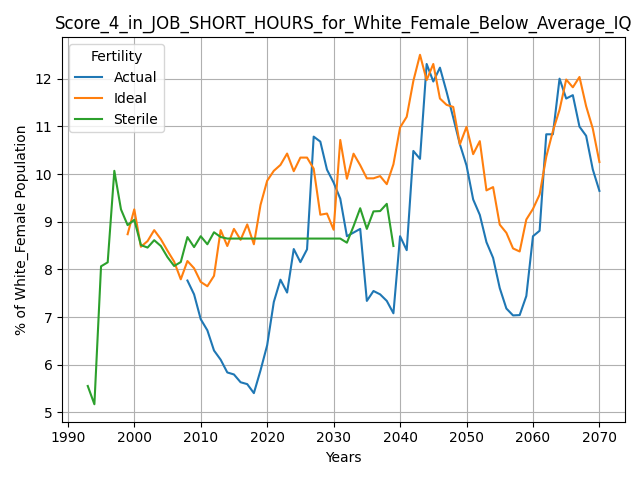 Score_4_in_JOB_SHORT_HOURS_for_White_Female_Below_Average_IQ
Fertility
Actual
Ideal
Sterile
% of White_Female Population
12
11
10
9
8
7
6
5
1990 2000 2010 2020 2030 2040 2050 2060 2070
Years